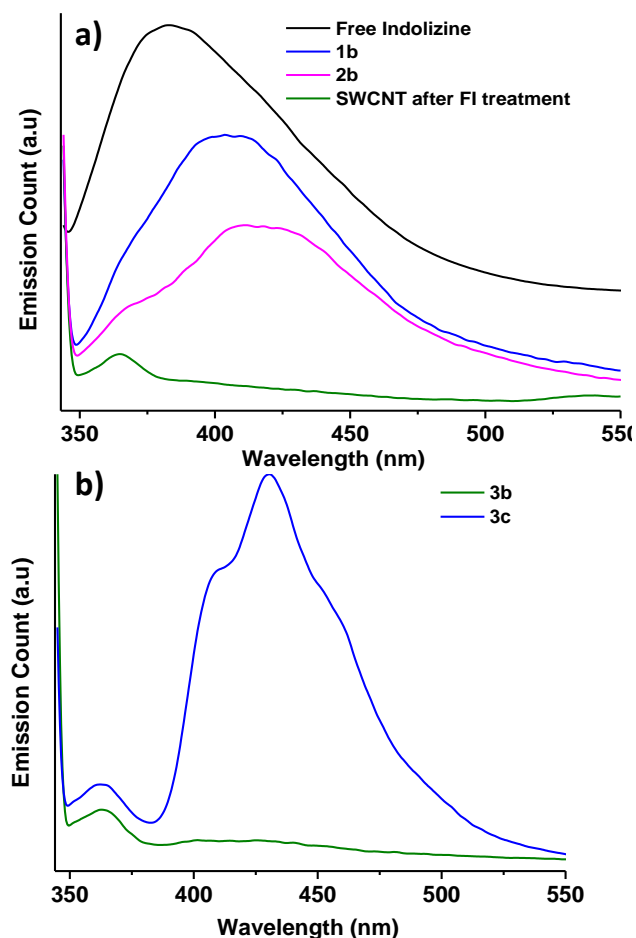 a)
Free Indolizine
1b
2b
SWCNT after FI treatment
Emission Count (a.u)
350 400 450 500 550
Wavelength (nm)
b)
3b
3c
Emission Count (a.u)
350 400 450 500 550
Wavelength (nm)